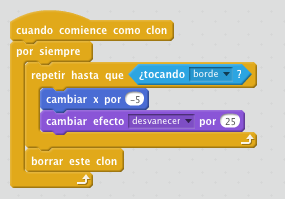 cuando comience como clon
por siempre
repetir hasta que ¿tocando borde ?
cambiar x por -5
cambiar efecto desvanecer por 25
borrar este clon